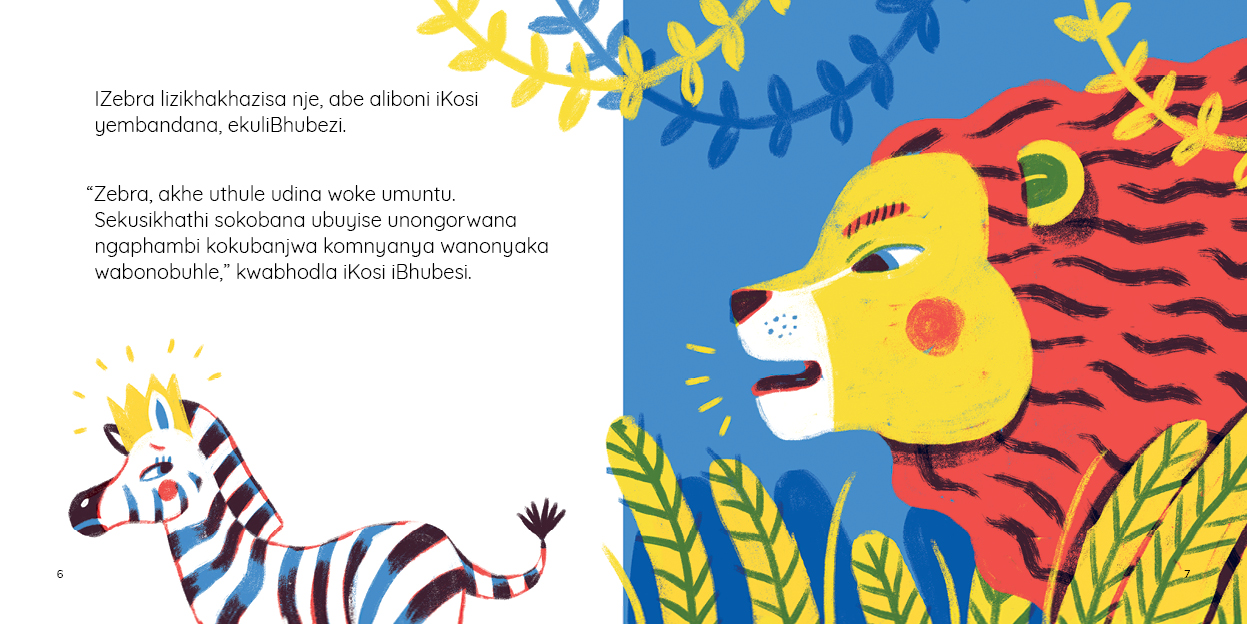 IZebra lizikhakhazisa nje, abe aliboni iKosi
yembandana, ekuliBhubezi.
“Zebra, akhe uthule udina woke umuntu.
Sekusikhathi sokobana ubuyise unongorwana
ngaphambi kokubanjwa komnyanya wanonyaka
wabonobuhle,” kwabhodla iKosi iBhubesi.
6
7